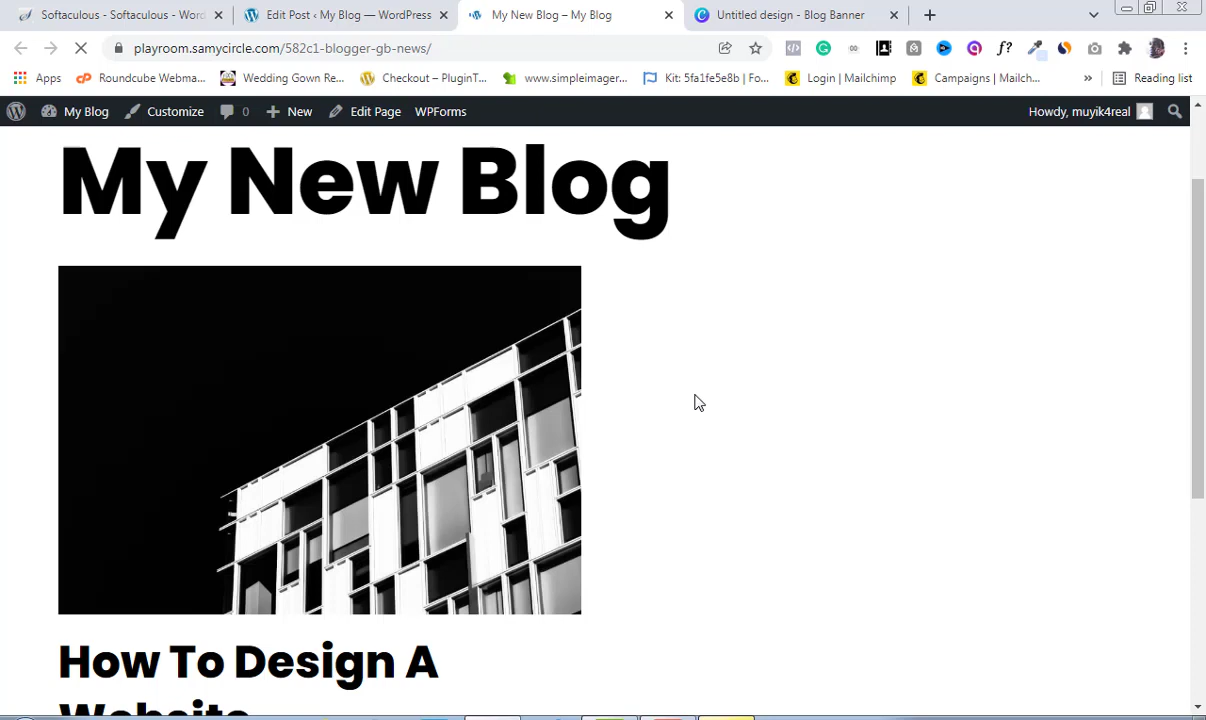 Softaculous - Softaculous - Word
Edit Post ‹ My Blog — WordPress
My New Blog – My Blog
Untitled design - Blog Banner
playroom.samycircle.com/582c1-blogger-gb-news/
f?
Apps
Roundcube Webma...
Wedding Gown Re...
Checkout – PluginT...
www.simpleimager...
Kit: 5fa1fe5e8b | Fo...
Login | Mailchimp
Campaigns | Mailch...
»
Reading list
My Blog
Customize
0
New
Edit Page
WPForms
Howdy, muyik4real
My New Blog
How To Design A
Website